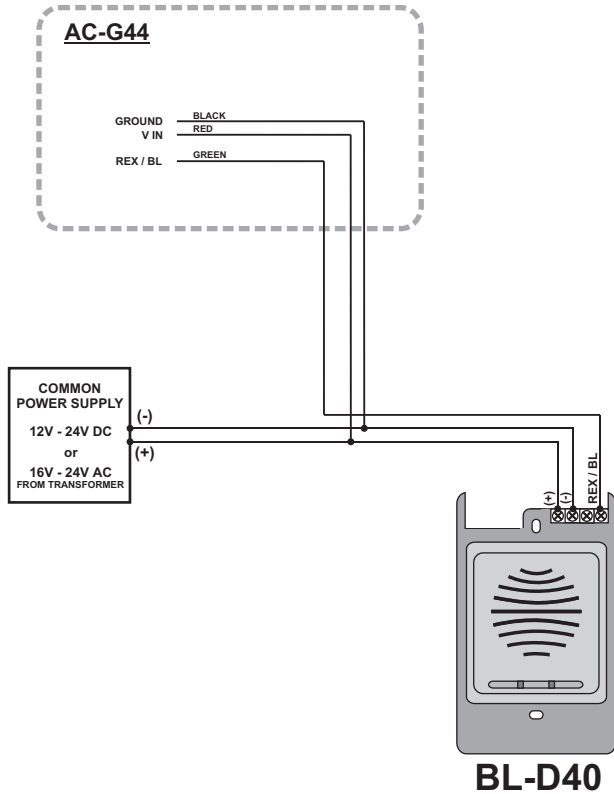 AC-G44
GROUND
BLACK
V IN
RED
REX / BL
GREEN
COMMON
POWER SUPPLY
12V - 24V DC
or
16V - 24V AC
FROM TRANSFORMER
(-)
(+)
(+)
(-)
REX / BL
BL-D40